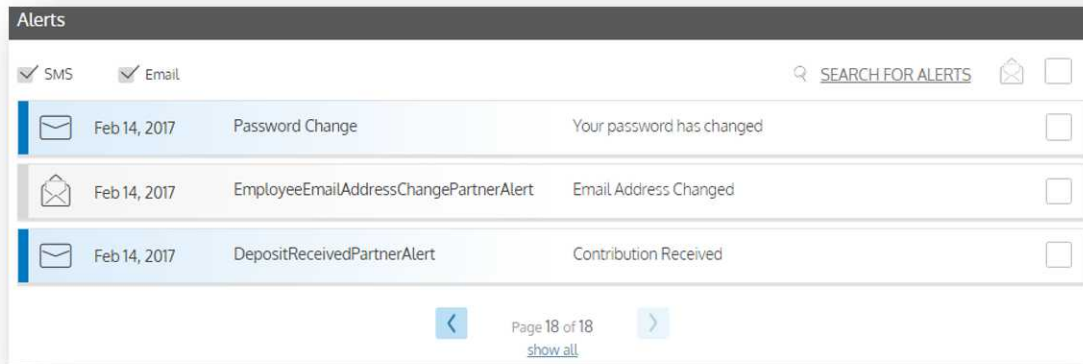 Alerts
SMS Email SEARCH FOR ALERTS
Feb 14, 2017 Password Change Your password has changed
Feb 14, 2017 EmployeeEmailAddressChangePartnerAlert Email Address Changed
Feb 14, 2017 DepositReceivedPartnerAlert Contribution Received
Page 18 of 18
show all